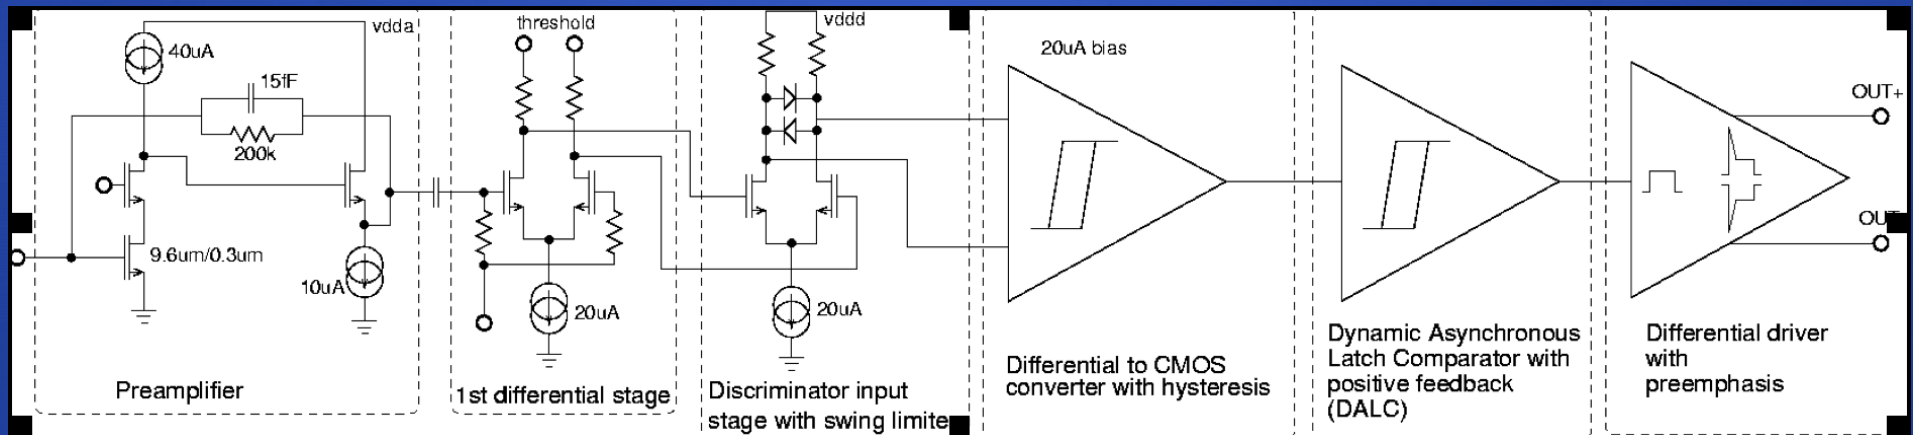 vdda
40uA
15fF
200k
9.6um/0.3um
10uA
Preamplifier
threshold
20uA
1st differential stage
vddd
20uA
Discriminator input
stage with swing limite
20uA bias
Differential to CMOS
converter with hysteresis
Dynamic Asynchronous
Latch Comparator with
positive feedback
(DALC)
OUT+
OUT
Differential driver
with
preemphasis